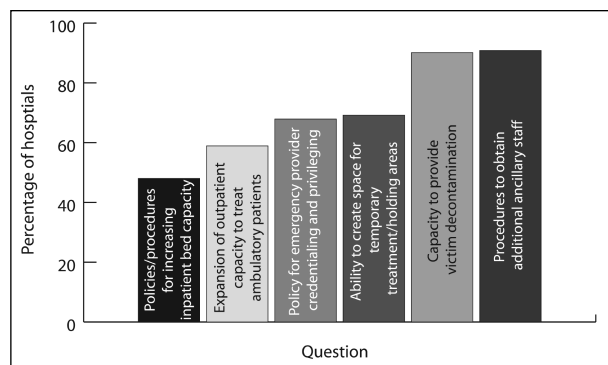 100
80
60
40
20
0
Percentage of hosptials
Policies/procedures
for increasing
inpatient bed capacity
Expansion of outpatient
capacity to treat
ambulatory patients
Policy for emergency provider
credentialing and privileging
Ability to create space for
temporary
treatment/holding areas
Capacity to provide
victim decontamination
Procedures to obtain
additional ancillary staff
Question